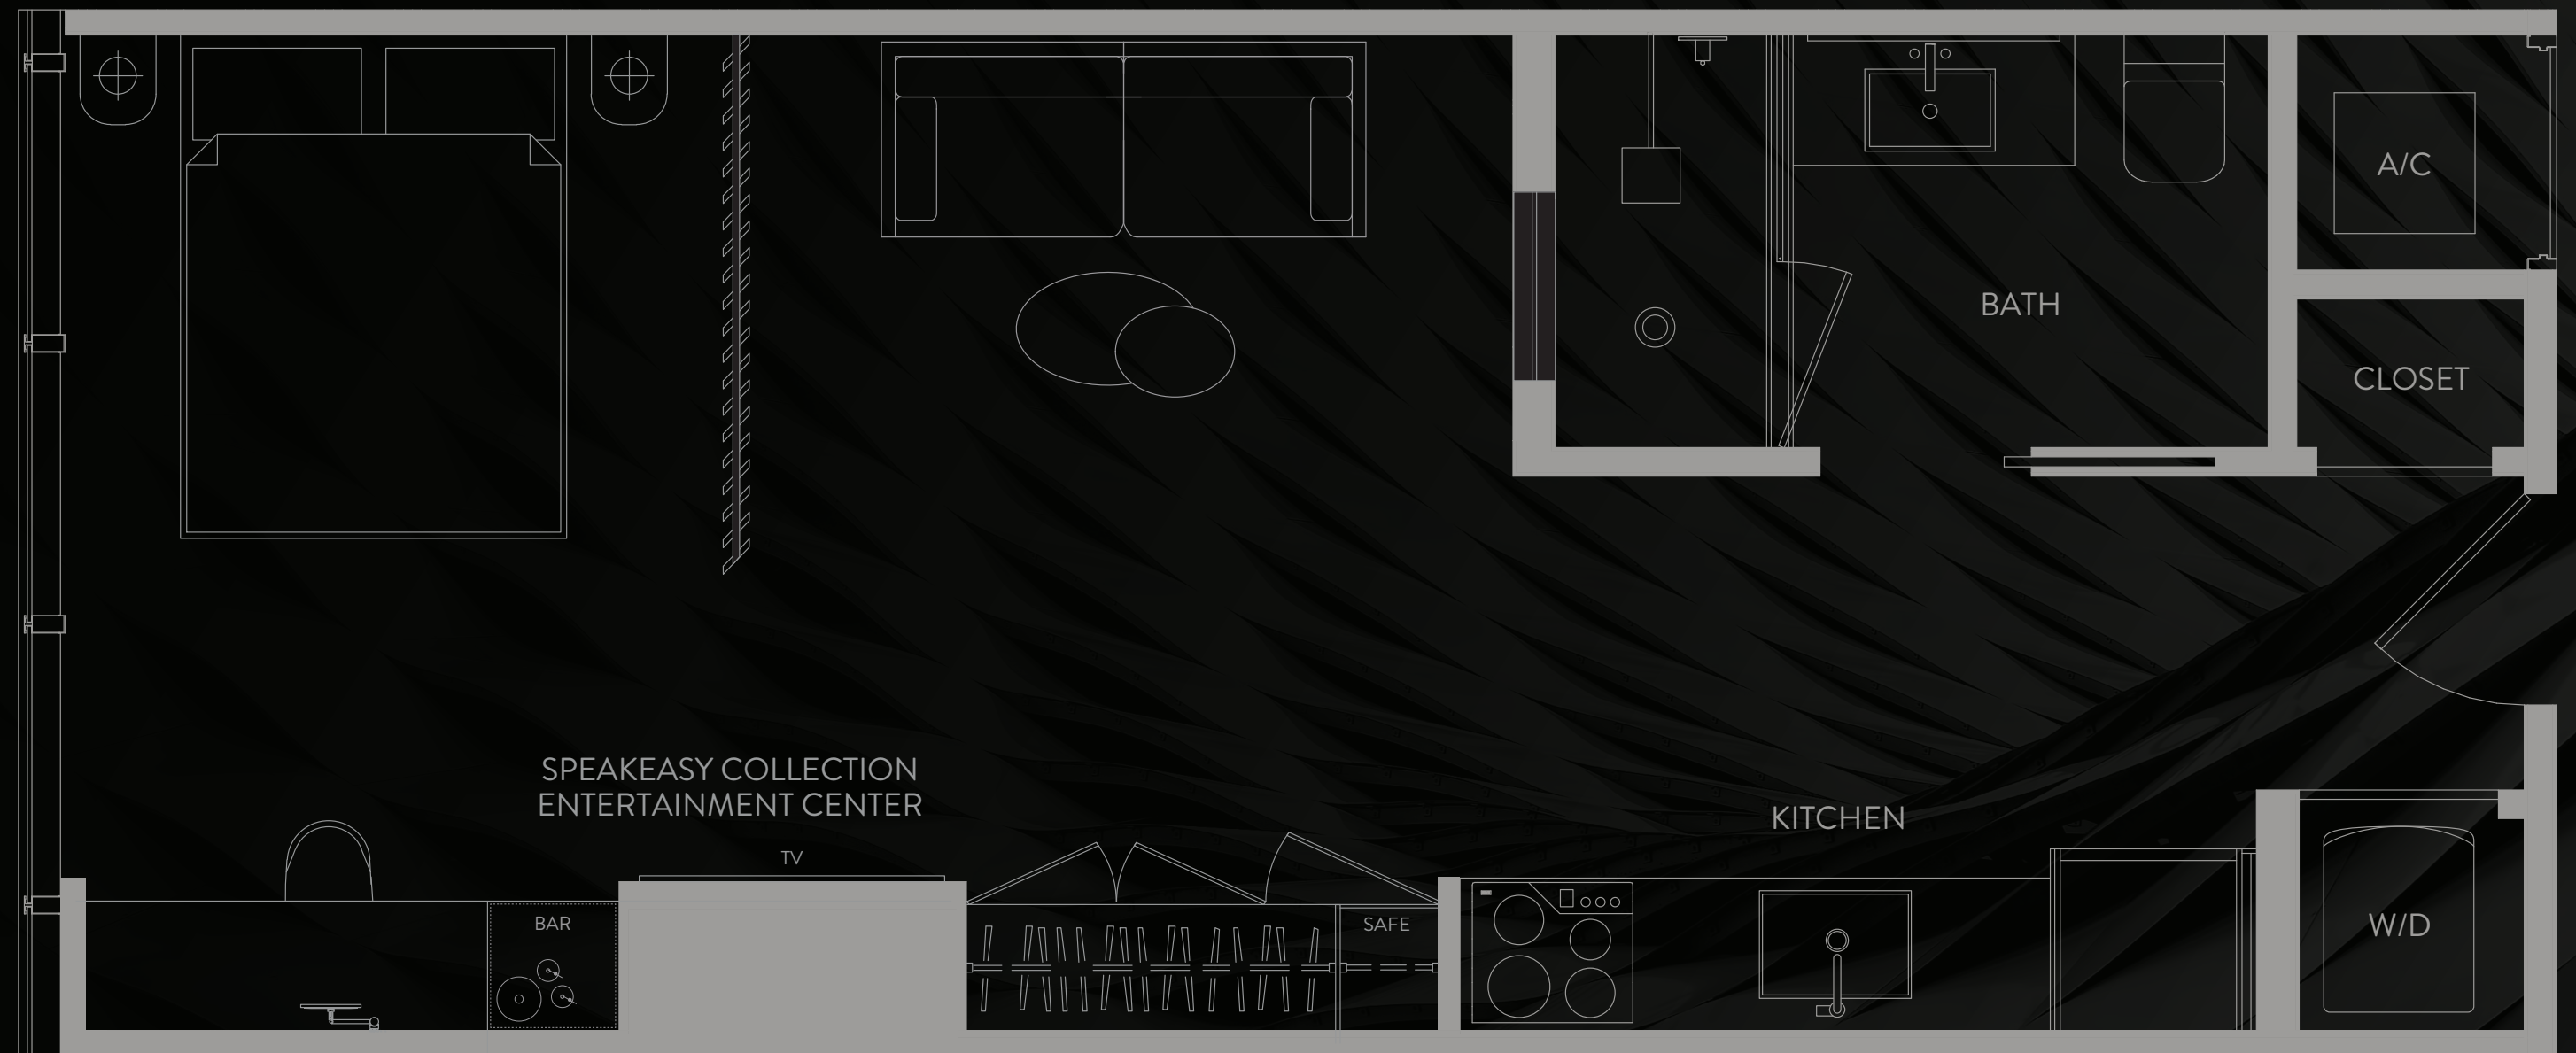 A/C
BATH
CLOSET
SPEAKEASY COLLECTION
ENTERTAINMENT CENTER
TV
KITCHEN
BAR
SAFE
W/D